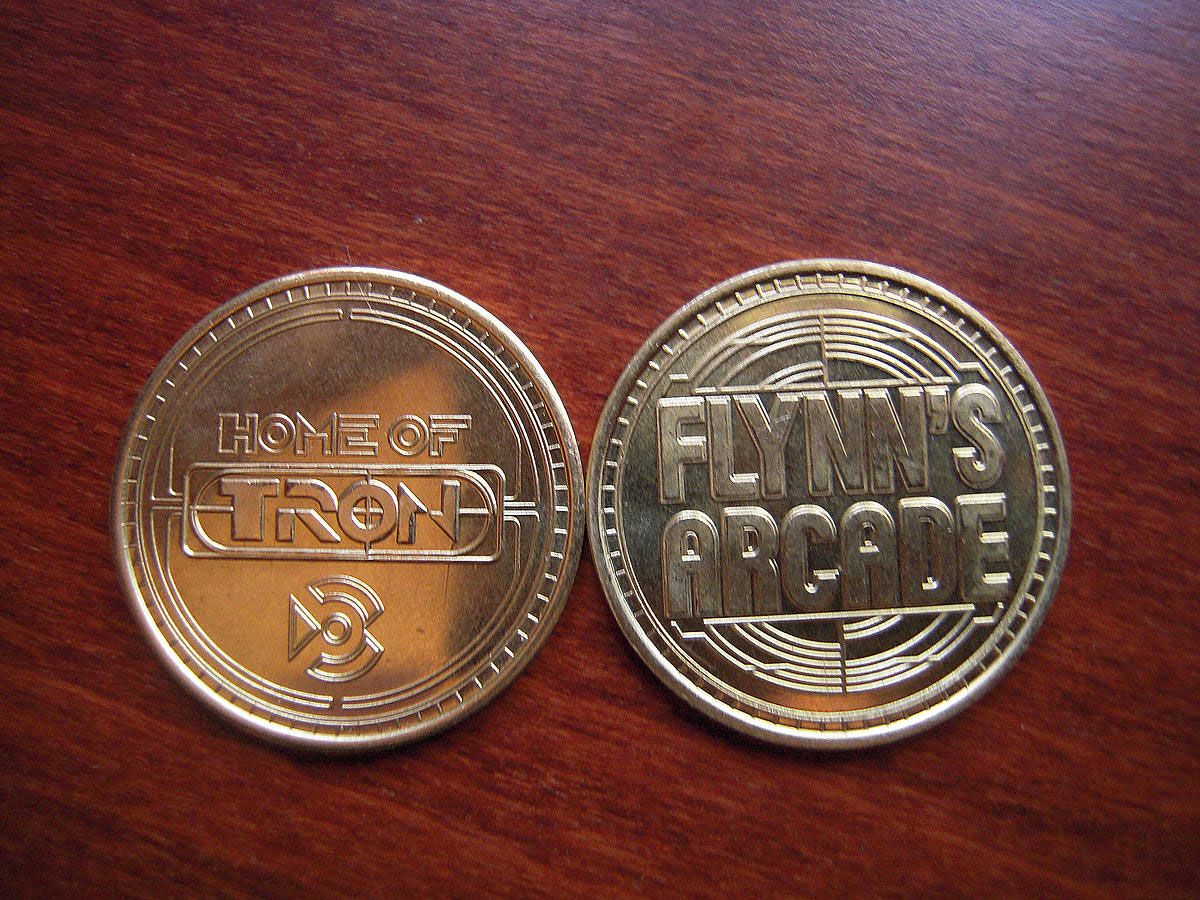 HOME OF
TRON
FLYNN'S
ARCADE